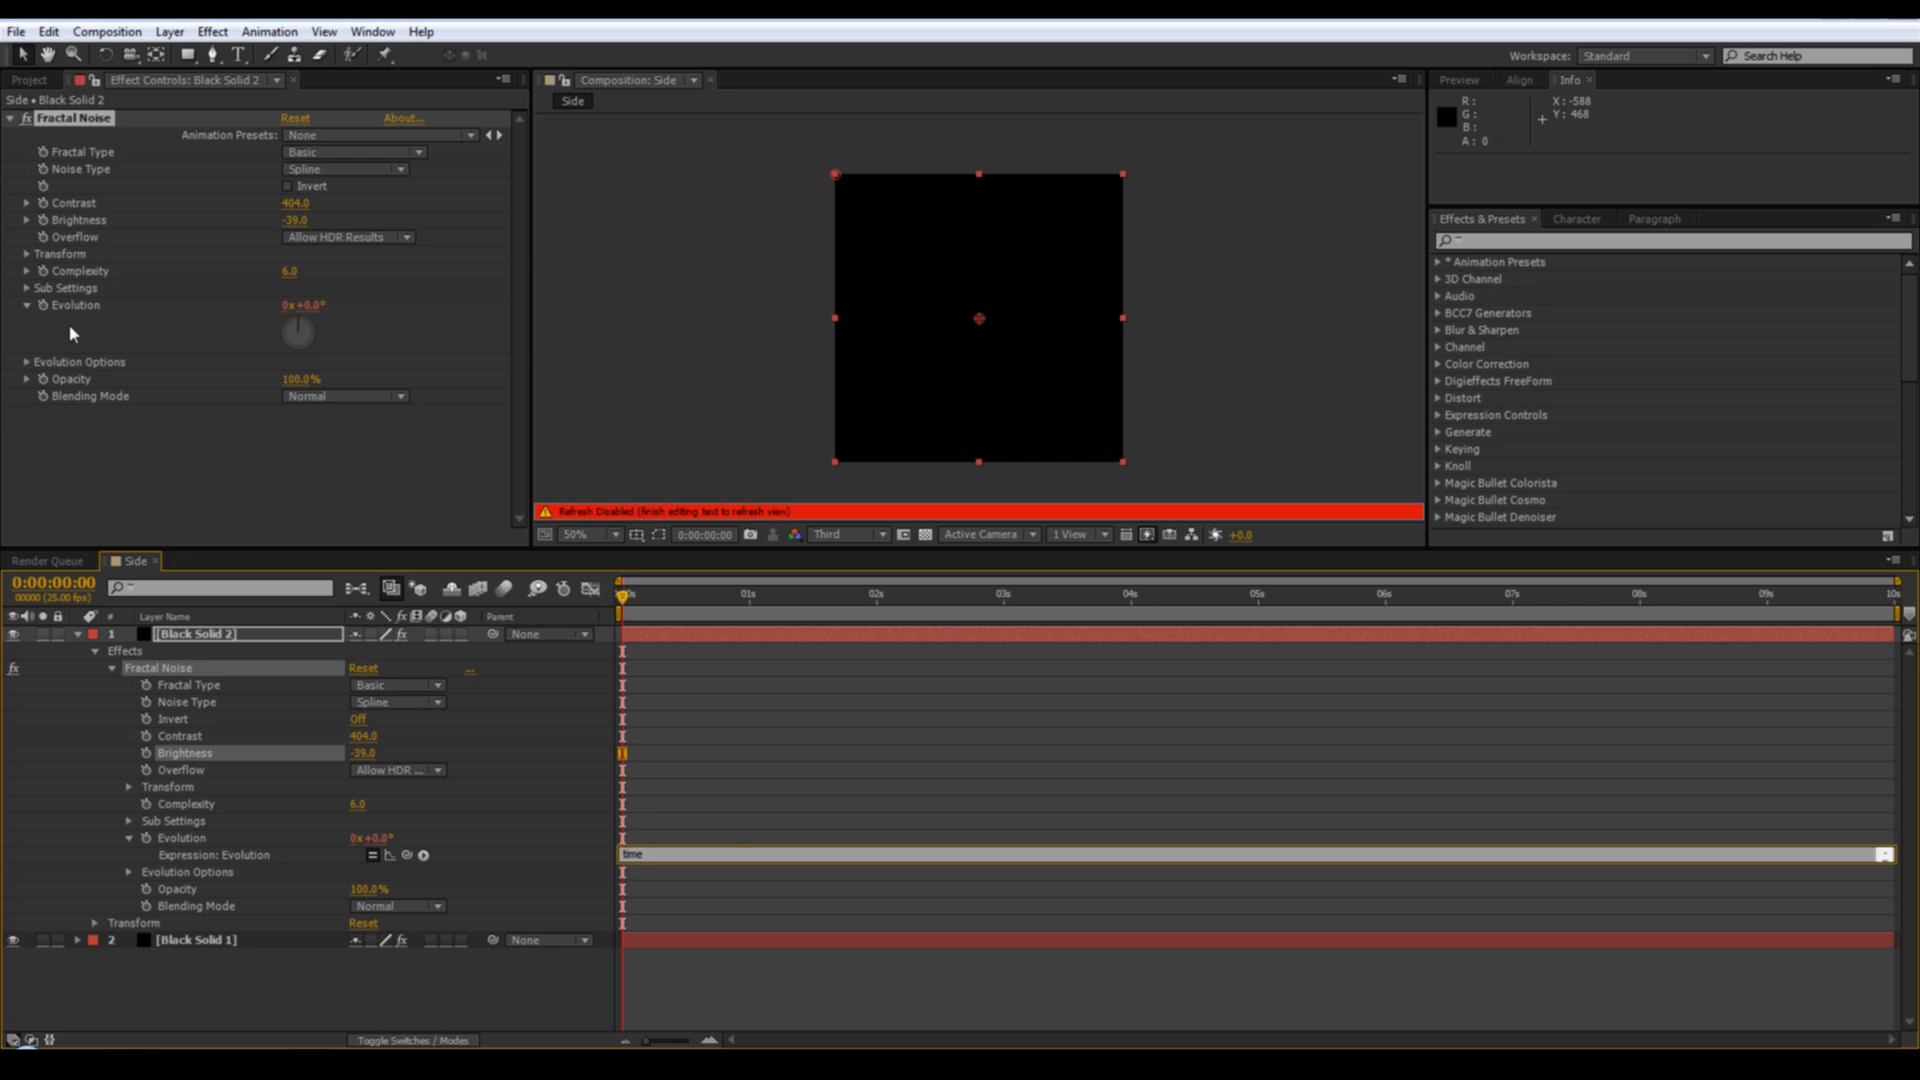 File Edit Composition Layer Effect Animation View Window Help
Workspace: Standard Search Help
Project Effect Controls: Black Solid 2
Side • Black Solid 2
fx Fractal Noise Reset About...
Animation Presets: None
Fractal Type Basic
Noise Type Spline
Invert
Contrast 404.0
Brightness -39.0
Overflow Allow HDR Results
Transform
Complexity 6.0
Sub Settings
Evolution 0x+0.0°
Evolution Options
Opacity 100.0%
Blending Mode Normal
Composition: Side
Side
Refresh Disabled (finish editing text to refresh view)
50% 0:00:00:00 Third Active Camera 1 View +0.0
Preview Align Info
R: X: -588
G: Y: 468
B:
A: 0
Effects & Presets Character Paragraph
* Animation Presets
3D Channel
Audio
BCC7 Generators
Blur & Sharpen
Channel
Color Correction
Digieffects FreeForm
Distort
Expression Controls
Generate
Keying
Knoll
Magic Bullet Colorista
Magic Bullet Cosmo
Magic Bullet Denoiser
Render Queue Side
0:00:00:00
00000 (25.00 fps)
01s 02s 03s 04s 05s 06s 07s 08s 09s 10s
# Layer Name fx Parent
1 [Black Solid 2] fx None
Effects
fx Fractal Noise Reset ...
Fractal Type Basic
Noise Type Spline
Invert Off
Contrast 404.0
Brightness -39.0
Overflow Allow HDR ...
Transform
Complexity 6.0
Sub Settings
Evolution 0x+0.0°
Expression: Evolution time
Evolution Options
Opacity 100.0%
Blending Mode Normal
Transform Reset
2 [Black Solid 1] fx None
Toggle Switches / Modes